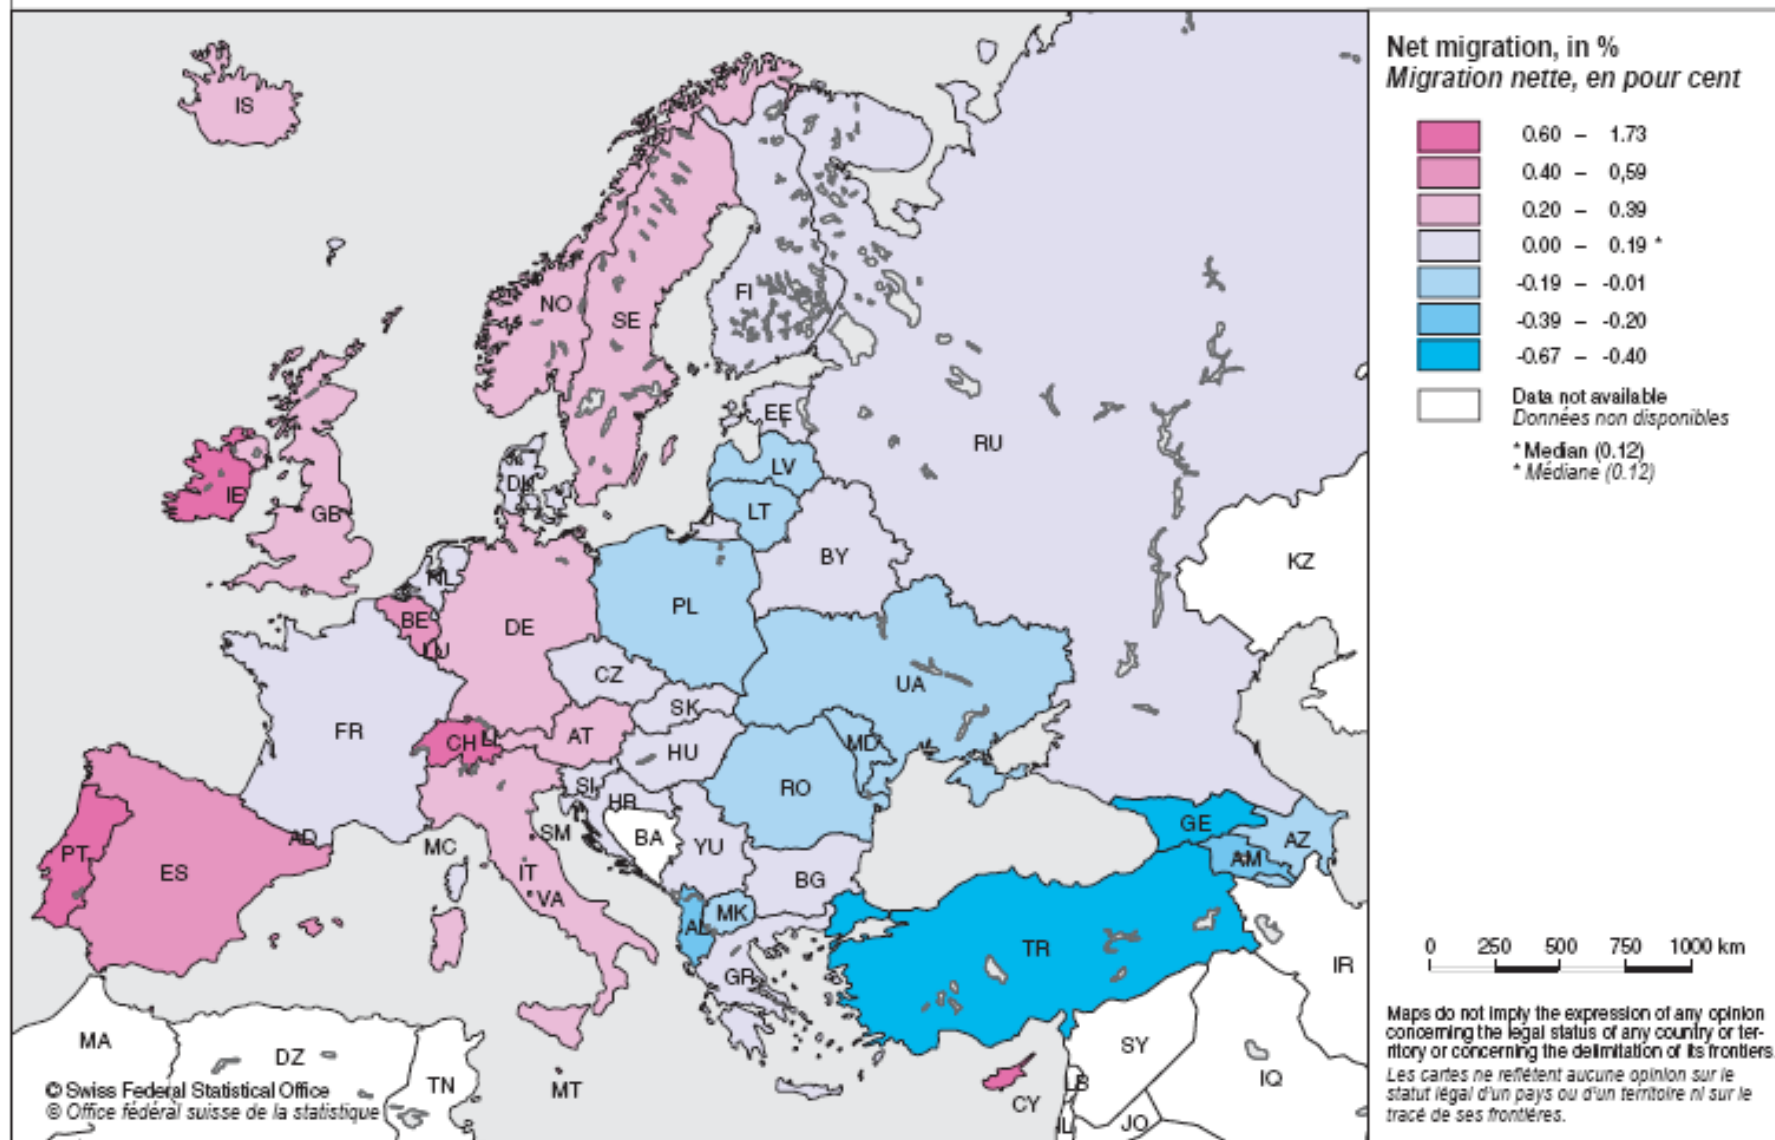 Net migration, in %
Migration nette, en pour cent
0.60 – 1.73
0.40 – 0,59
0.20 – 0.39
0.00 – 0.19 *
-0.19 – -0.01
-0.39 – -0.20
-0.67 – -0.40
Data not available
Données non disponibles
* Median (0.12)
* Médiane (0.12)
IS
NO
SE
FI
EE
RU
LV
DK
LT
IE
GB
BY
KZ
NL
PL
BE
DE
LU
CZ
UA
SK
FR
CH
LI
AT
MD
HU
SI
RO
HR
GE
AD
SM
BA
AZ
MC
YU
PT
AM
ES
IT
BG
VA
MK
AL
TR
GR
IR
MA
SY
DZ
TN
MT
LB
IQ
CY
IL
JO
0 250 500 750 1000 km
Maps do not imply the expression of any opinion
concerning the legal status of any country or ter-
ritory or concerning the delimitation of its frontiers.
Les cartes ne reflètent aucune opinion sur le
statut légal d'un pays ou d'un territoire ni sur le
tracé de ses frontières.
© Swiss Federal Statistical Office
© Office fédéral suisse de la statistique